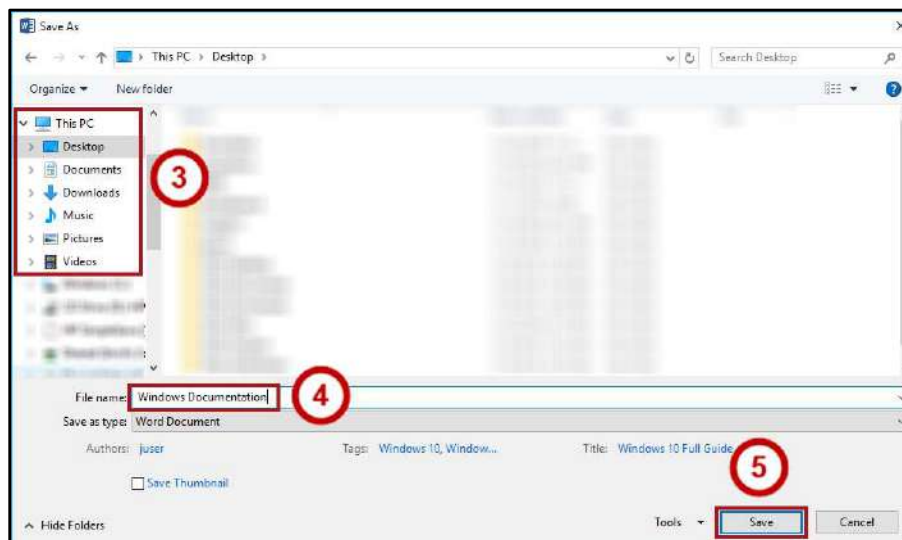 Save As
This PC > Desktop >
Search Desktop
Organize
New folder
This PC
Desktop
Documents
Downloads
Music
Pictures
Videos
3
File name: Windows Documentation
4
Save as type: Word Document
Authors: juser
Tags: Windows 10, Window...
Title: Windows 10 Full Guide
Save Thumbnail
5
Hide Folders
Tools
Save
Cancel